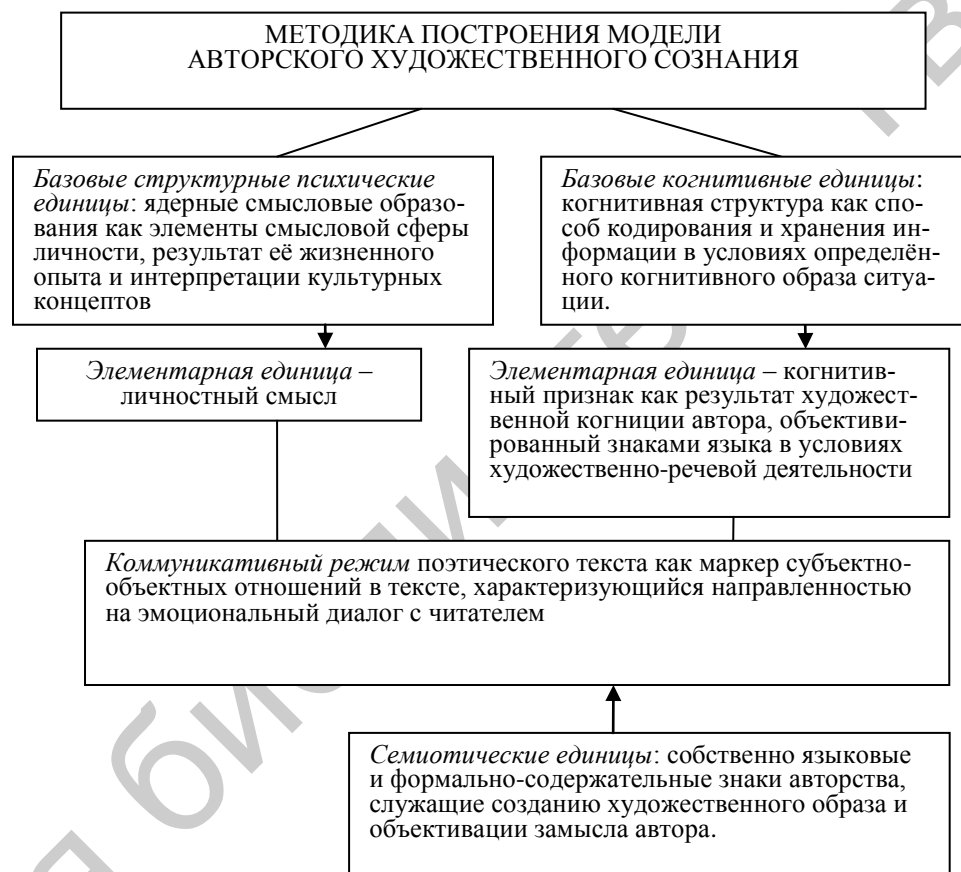 МЕТОДИКА ПОСТРОЕНИЯ МОДЕЛИ
АВТОРСКОГО ХУДОЖЕСТВЕННОГО СОЗНАНИЯ
Базовые структурные психические
единицы: ядерные смысловые образо-
вания как элементы смысловой сферы
личности, результат её жизненного
опыта и интерпретации культурных
концептов
Базовые когнитивные единицы:
когнитивная структура как спо-
соб кодирования и хранения ин-
формации в условиях определён-
ного когнитивного образа ситуа-
ции.
Элементарная единица –
личностный смысл
Элементарная единица – когнитив-
ный признак как результат художест-
венной когниции автора, объективи-
рованный знаками языка в условиях
художественно-речевой деятельности
Коммуникативный режим поэтического текста как маркер субъектно-
объектных отношений в тексте, характеризующийся направленностью
на эмоциональный диалог с читателем
Семиотические единицы: собственно языковые
и формально-содержательные знаки авторства,
служащие созданию художественного образа и
объективации замысла автора.